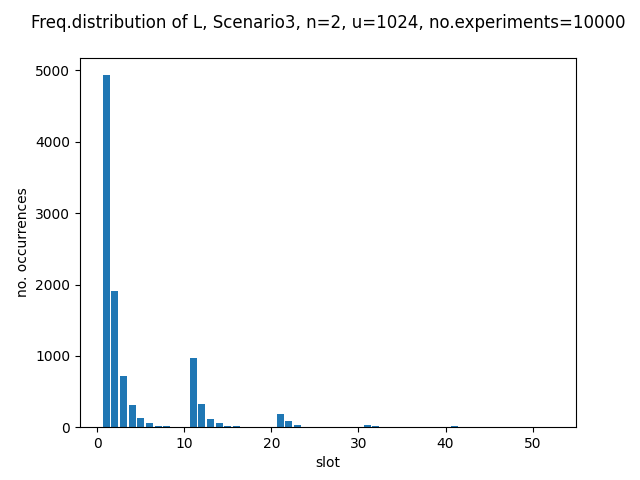 Freq.distribution of L, Scenario3, n=2, u=1024, no.experiments=10000
5000
4000
3000
2000
1000
0
no. occurrences
0 10 20 30 40 50
slot